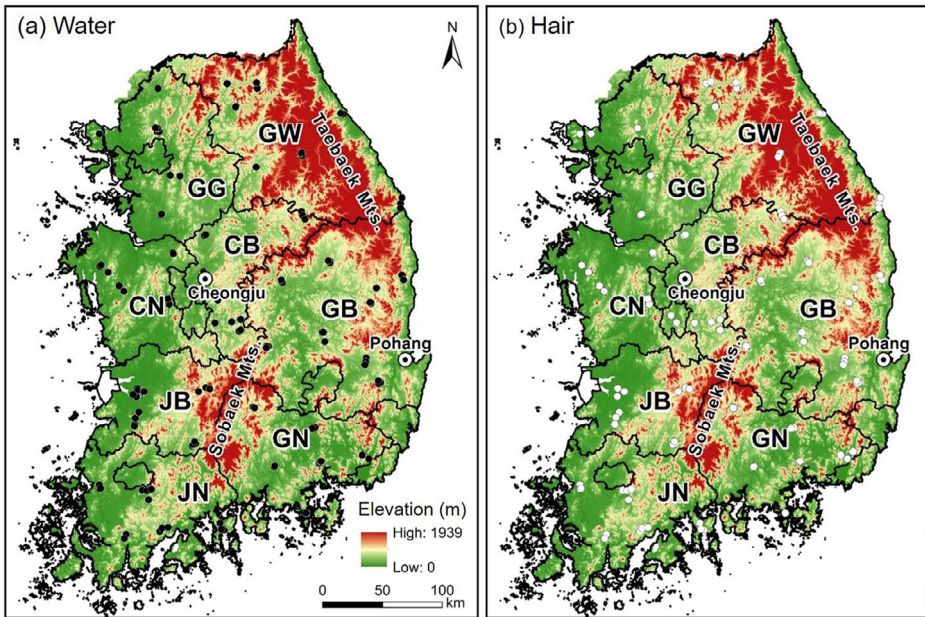 (a) Water
N
GW
Taebaek Mts.
GG
CB
Cheongju
CN
GB
Pohang
JB
Sobaek Mts.
GN
JN
Elevation (m)
High: 1939
Low: 0
0 50 100
km
(b) Hair
GW
Taebaek Mts.
GG
CB
Cheongju
CN
GB
Pohang
JB
Sobaek Mts.
GN
JN